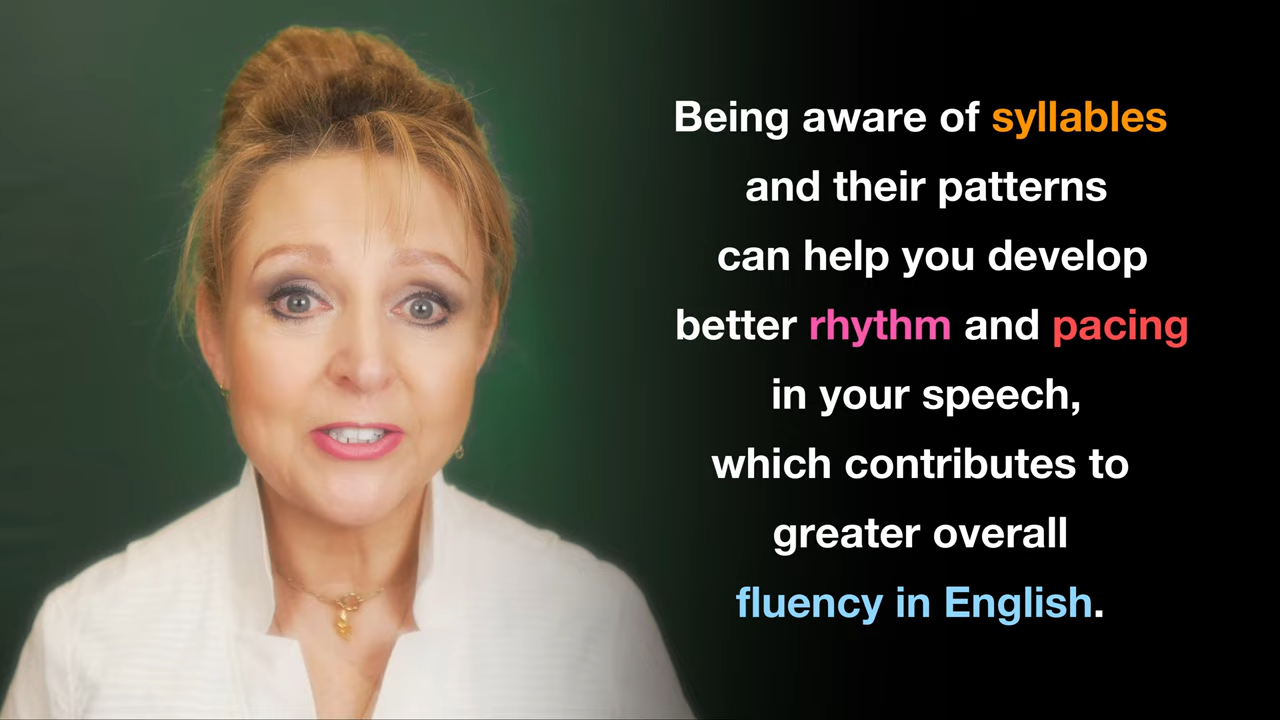 Being aware of syllables
and their patterns
can help you develop
better rhythm and pacing
in your speech,
which contributes to
greater overall
fluency in English.